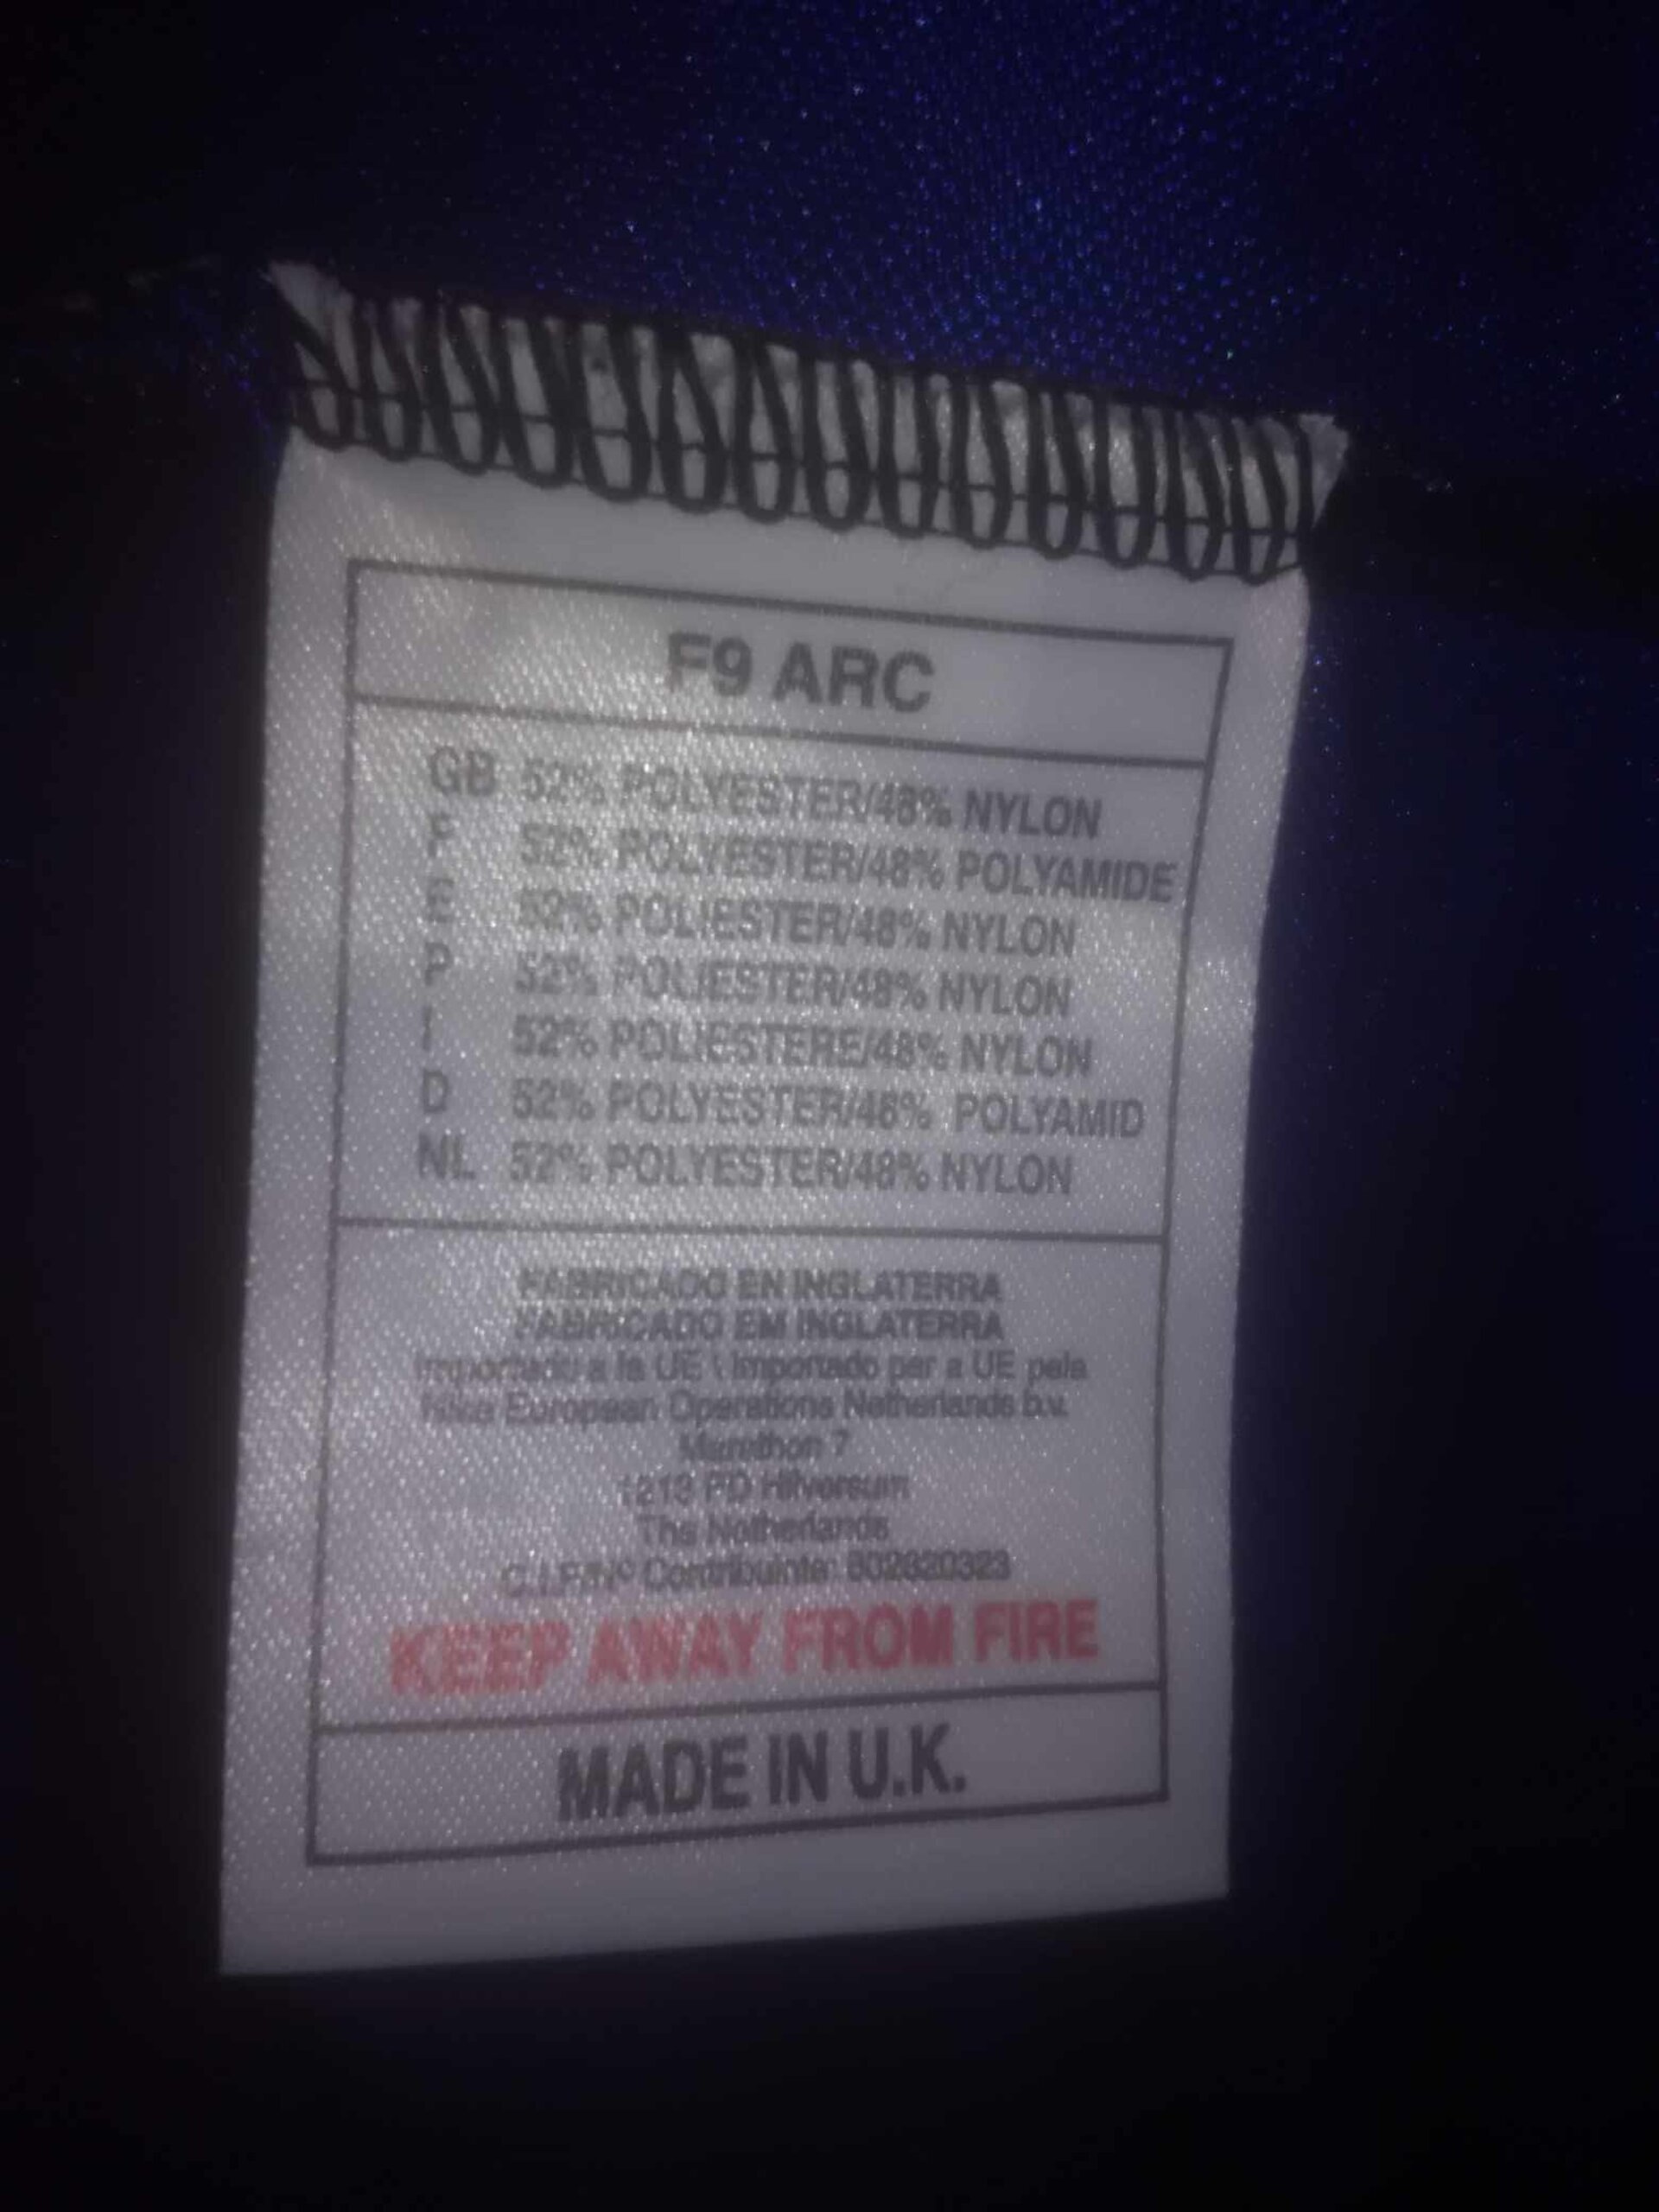 F9 ARC
GB 52% POLYESTER/48% NYLON
F 52% POLYESTER/48% POLYAMIDE
E 52% POLIESTER/48% NYLON
P 52% POLIESTER/48% NYLON
I 52% POLIESTERE/48% NYLON
D 52% POLYESTER/48% POLYAMID
NL 52% POLYESTER/48% NYLON
FABRICADO EN INGLATERRA
FABRICADO EM INGLATERRA
Importado a la UE \ Importado per a UE pela
Nike European Operations Netherlands b.v.
Marathon 7
1213 PD Hilversum
The Netherlands
Contribuinte: 502820323
KEEP AWAY FROM FIRE
MADE IN U.K.